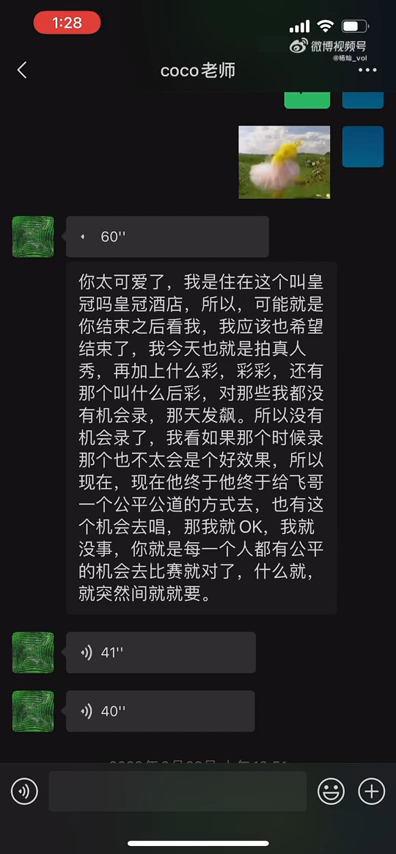 1:28
微博视频号
@杨灿_vol
coco老师
60''
你太可爱了，我是住在这个叫皇
冠吗皇冠酒店，所以，可能就是
你结束之后看我，我应该也希望
结束了，我今天也就是拍真人
秀，再加上什么彩，彩彩，还有
那个叫什么后彩，对那些我都没
有机会录，那天发飙。所以没有
机会录了，我看如果那个时候录
那个也不太会是个好效果，所以
现在，现在他终于他终于给飞哥
一个公平公道的方式去，也有这
个机会去唱，那我就OK，我就
没事，你就是每一个人都有公平
的机会去比赛就对了，什么就，
就突然间就就要。
41''
40''